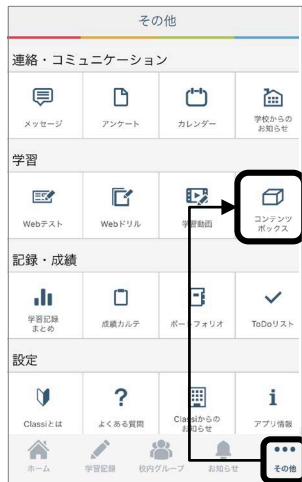 その他
連絡・コミュニケーション
メッセージ
アンケート
カレンダー
学校からの
お知らせ
学習
Webテスト
Webドリル
学習動画
コンテンツ
ボックス
記録・成績
学習記録
まとめ
成績カルテ
ポートフォリオ
ToDoリスト
設定
Classiとは
よくある質問
Classiからの
お知らせ
アプリ情報
ホーム
学習記録
校内グループ
お知らせ
その他